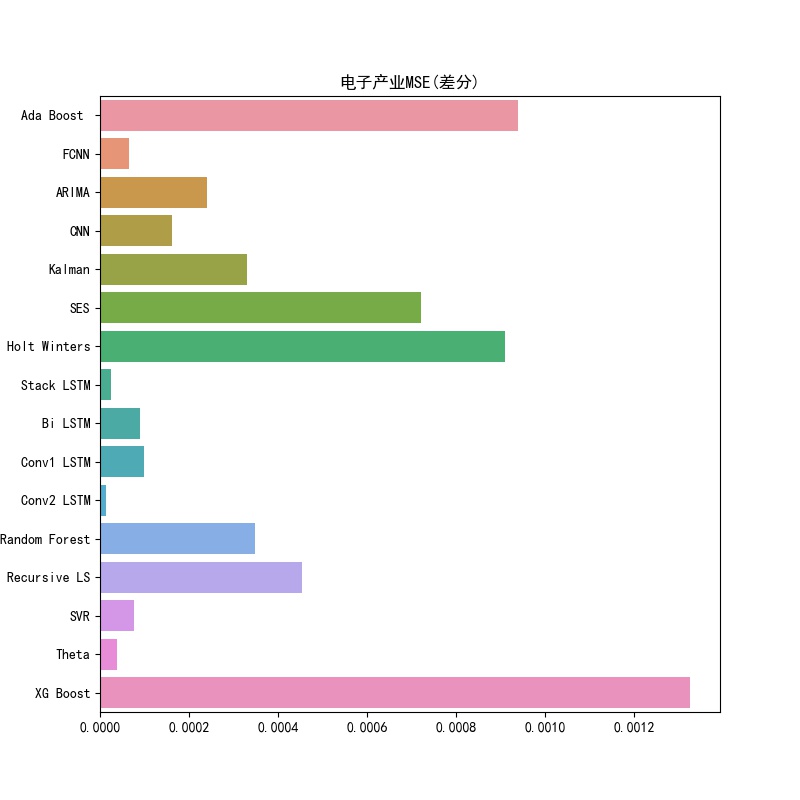 电子产业MSE(差分)
Ada Boost
FCNN
ARIMA
CNN
Kalman
SES
Holt Winters
Stack LSTM
Bi LSTM
Conv1 LSTM
Conv2 LSTM
Random Forest
Recursive LS
SVR
Theta
XG Boost
0.0000 0.0002 0.0004 0.0006 0.0008 0.0010 0.0012